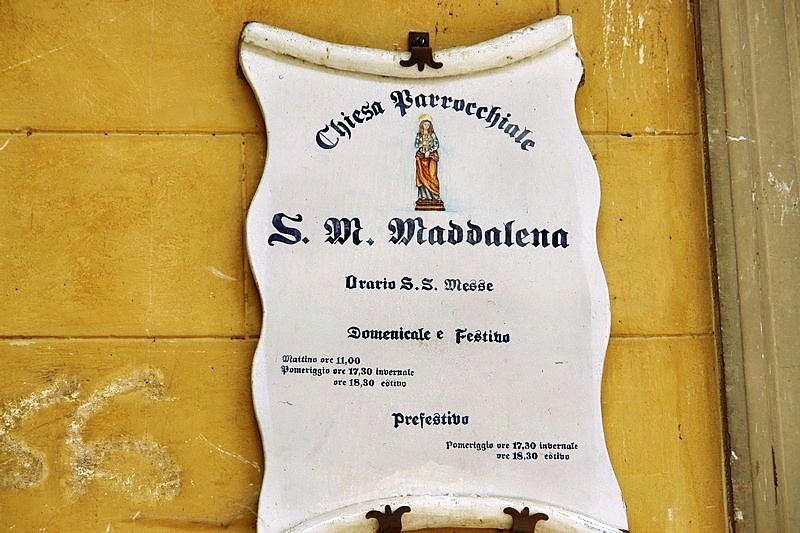 Chiesa Parrocchiale
S. M. Maddalena
Orario S.S. Messe
Domenicale e Festivo
Mattino ore 11,00
Pomeriggio ore 17,30 invernale
ore 18,30 estivo
Prefestivo
Pomeriggio ore 17,30 invernale
ore 18,30 estivo